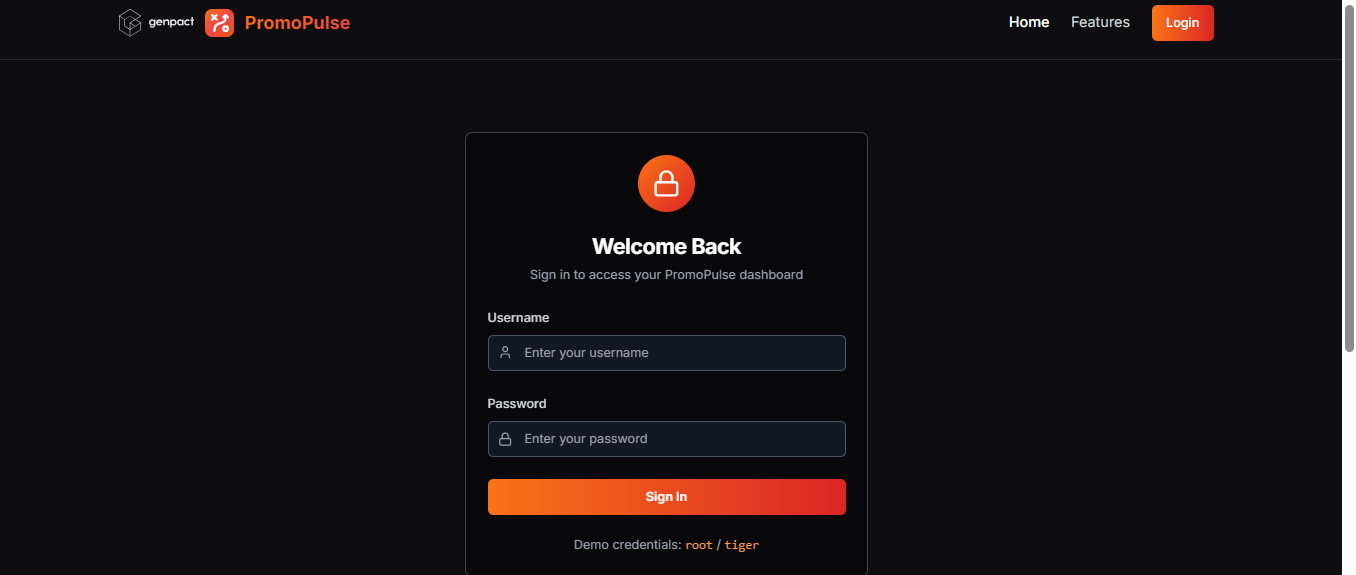 genpact PromoPulse Home Features Login
Welcome Back
Sign in to access your PromoPulse dashboard
Username
Enter your username
Password
Enter your password
Sign In
Demo credentials: root / tiger